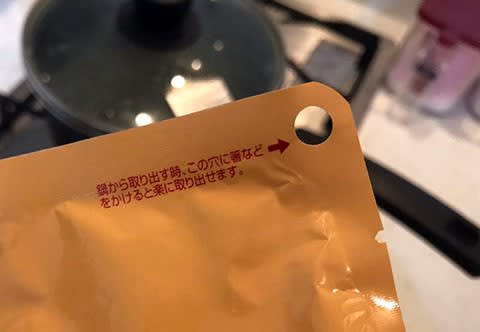 鍋から取り出す時、この穴に箸など
をかけると楽に取り出せます。